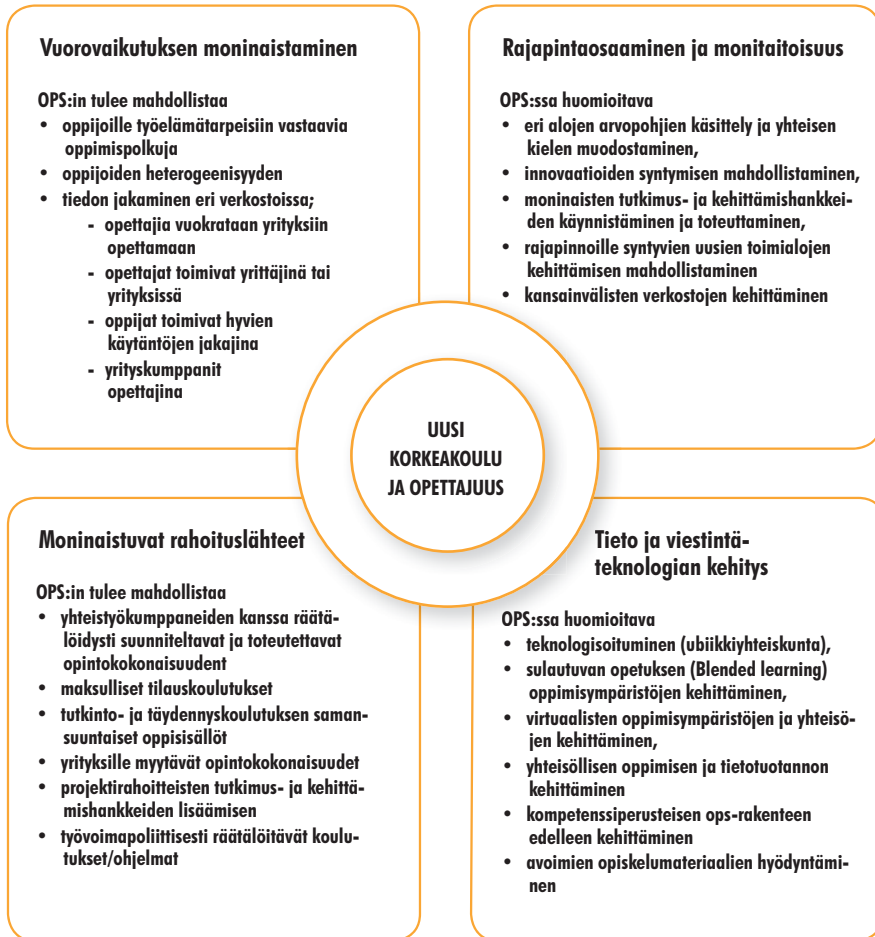 Vuorovaikutuksen moninaistaminen
OPS:in tulee mahdollistaa
• oppijoille työelämätarpeisiin vastaavia
oppimispolkuja
• oppijoiden heterogeenisyyden
• tiedon jakaminen eri verkostoissa;
- opettajia vuokrataan yrityksiin
opettamaan
- opettajat toimivat yrittäjinä tai
yrityksissä
- oppijat toimivat hyvien
käytäntöjen jakajina
- yrityskumppanit
opettajina
Rajapintaosaaminen ja monitaitoisuus
OPS:ssa huomioitava
• eri alojen arvopohjien käsittely ja yhteisen
kielen muodostaminen,
• innovaatioiden syntymisen mahdollistaminen,
• moninaisten tutkimus- ja kehittämishankkei-
den käynnistäminen ja toteuttaminen,
• rajapinnoille syntyvien uusien toimialojen
kehittämisen mahdollistaminen
• kansainvälisten verkostojen kehittäminen
UUSI
KORKEAKOULU
JA OPETTAJUUS
Moninaistuvat rahoituslähteet
OPS:in tulee mahdollistaa
• yhteistyökumppaneiden kanssa räätä-
löidysti suunniteltavat ja toteutettavat
opintokokonaisuudent
• maksulliset tilauskoulutukset
• tutkinto- ja täydennyskoulutuksen saman-
suuntaiset oppisisällöt
• yrityksille myytävät opintokokonaisuudet
• projektirahoitteisten tutkimus- ja kehittä-
mishankkeiden lisäämisen
• työvoimapoliittisesti räätälöitävät koulu-
tukset/ohjelmat
Tieto ja viestintä-
teknologian kehitys
OPS:ssa huomioitava
• teknologisoituminen (ubiikkiyhteiskunta),
• sulautuvan opetuksen (Blended learning)
oppimisympäristöjen kehittäminen,
• virtuaalisten oppimisympäristöjen ja yhteisö-
jen kehittäminen,
• yhteisöllisen oppimisen ja tietotuotannon
kehittäminen
• kompetenssiperusteisen ops-rakenteen
edelleen kehittäminen
• avoimien opiskelumateriaalien hyödyntämi-
nen